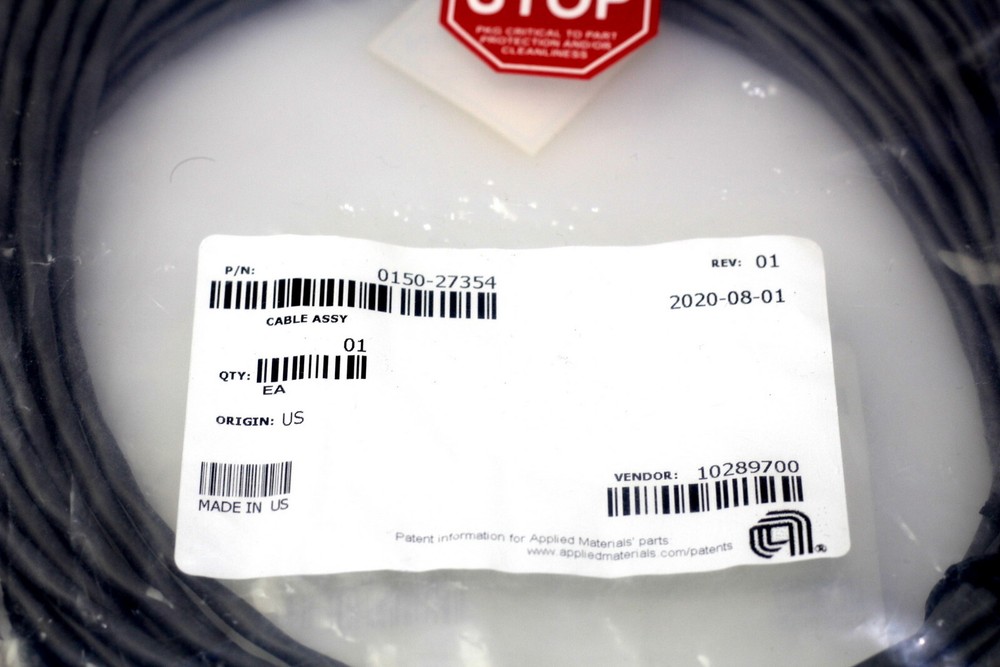 STOP
PKG CRITICAL TO PART
PROTECTION AND/OR
CLEANLINESS
P/N: 0150-27354
CABLE ASSY
REV: 01
2020-08-01
QTY: 01
EA
ORIGIN: US
MADE IN US
VENDOR: 10289700
Patent information for Applied Materials' parts
www.appliedmaterials.com/patents
®